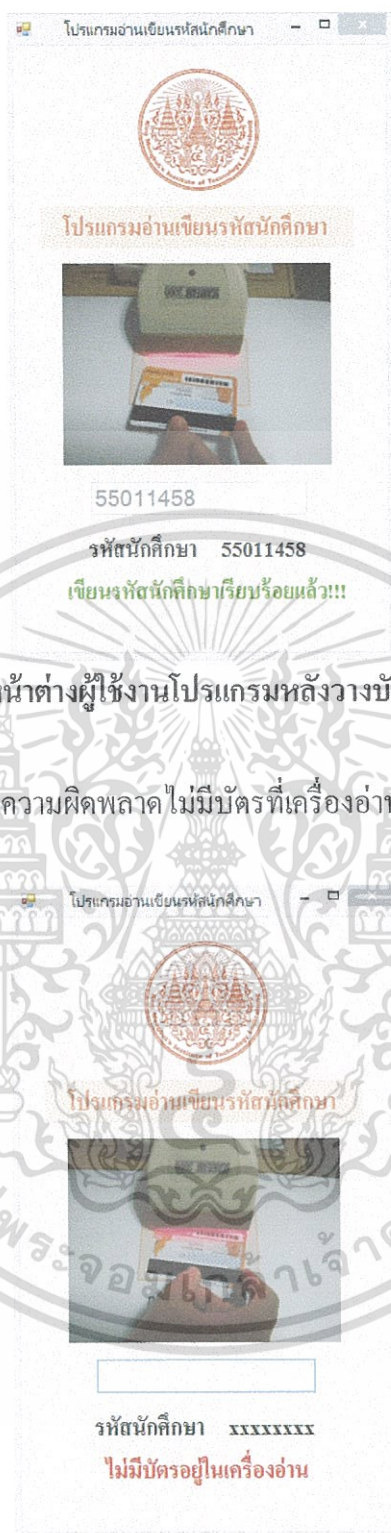 โปรแกรมอ่านเขียนรหัสนักศึกษา
โปรแกรมอ่านเขียนรหัสนักศึกษา
55011458
รหัสนักศึกษา 55011458
เขียนรหัสนักศึกษาเรียบร้อยแล้ว!!!
หน้าต่างผู้ใช้งานโปรแกรมหลังวางบั
ความผิดพลาดไม่มีบัตรที่เครื่องอ่าน
โปรแกรมอ่านเขียนรหัสนักศึกษา
โปรแกรมอ่านเขียนรหัสนักศึกษา
รหัสนักศึกษา xxxxxxxx
ไม่มีบัตรอยู่ในเครื่องอ่าน